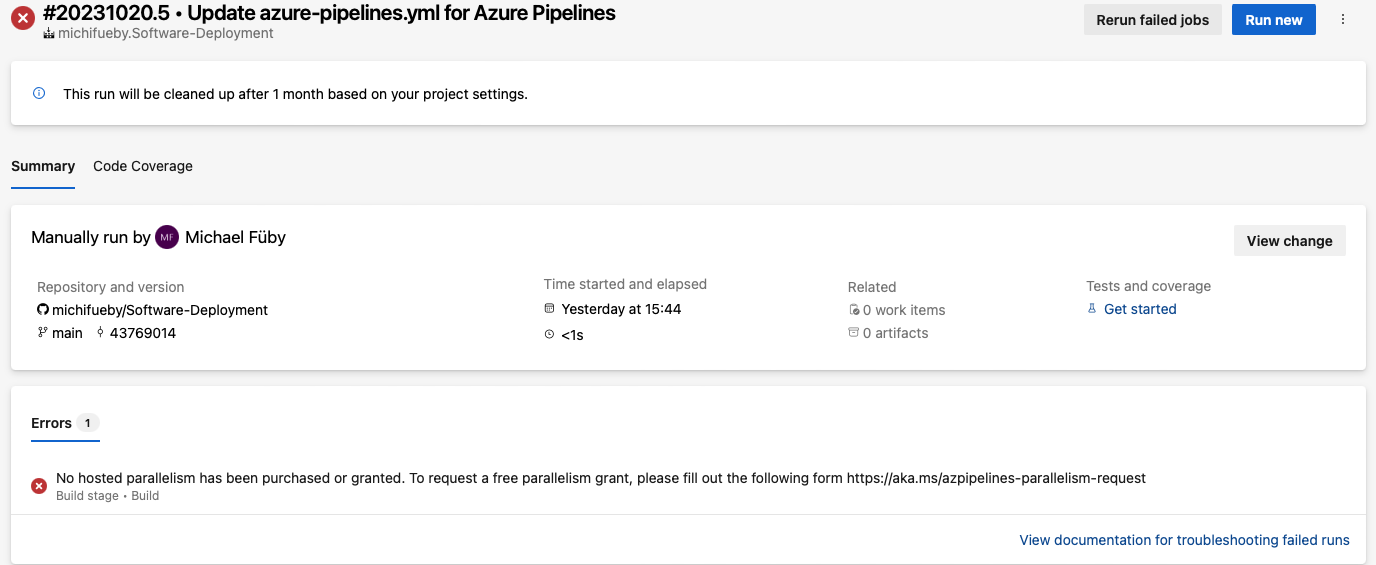 #20231020.5 • Update azure-pipelines.yml for Azure Pipelines
michifueby.Software-Deployment
Rerun failed jobs
Run new
This run will be cleaned up after 1 month based on your project settings.
Summary Code Coverage
Manually run by MF Michael Füby
View change
Repository and version
michifueby/Software-Deployment
main 43769014
Time started and elapsed
Yesterday at 15:44
<1s
Related
0 work items
0 artifacts
Tests and coverage
Get started
Errors 1
No hosted parallelism has been purchased or granted. To request a free parallelism grant, please fill out the following form https://aka.ms/azpipelines-parallelism-request
Build stage • Build
View documentation for troubleshooting failed runs